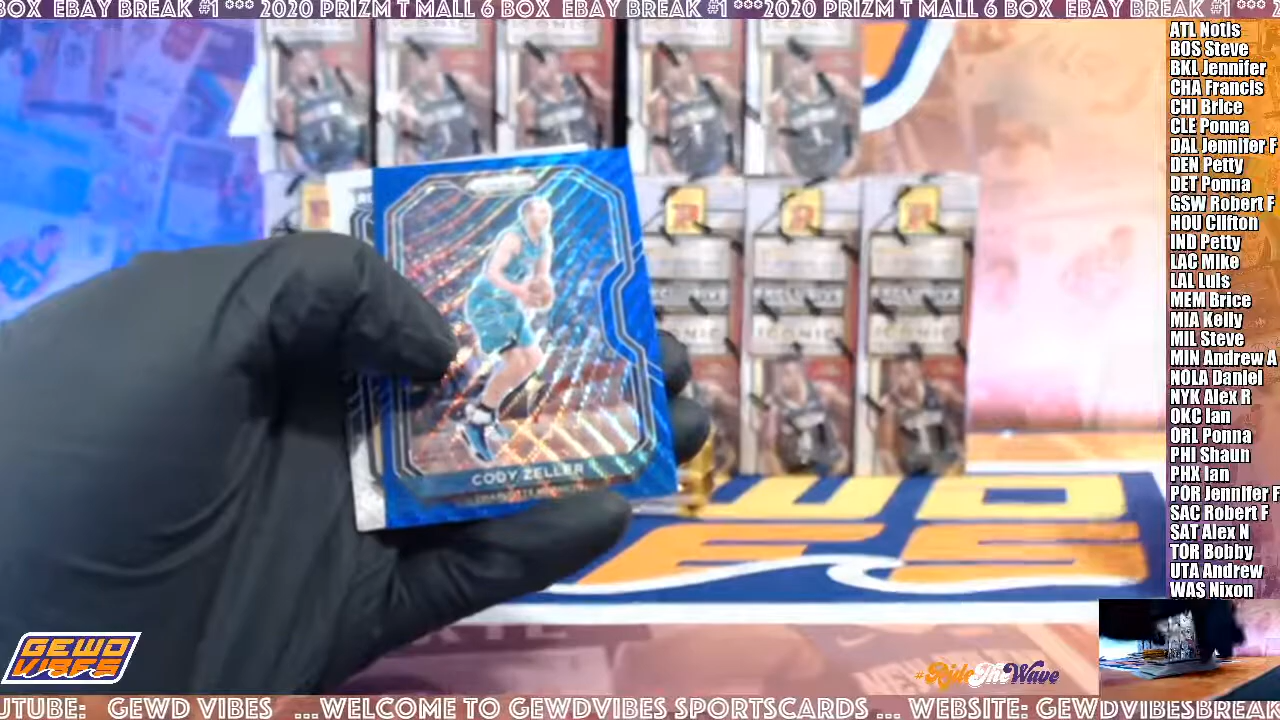 BOX EBAY BREAK #1 *** 2020 PRIZM T MALL 6 BOX EBAY BREAK #1 ***2020 PRIZM T MALL 6 BOX EBAY BREAK #1 ***
ATL Notis
BOS Steve
BKL Jennifer
CHA Francis
CHI Brice
CLE Ponna
DAL Jennifer F
DEN Petty
DET Ponna
GSW Robert F
HOU Clifton
IND Petty
LAC Mike
LAL Luis
MEM Brice
MIA Kelly
MIL Steve
MIN Andrew A
NOLA Daniel
NYK Alex R
OKC Ian
ORL Ponna
PHI Shaun
PHX Ian
POR Jennifer F
SAC Robert F
SAT Alex N
TOR Bobby
UTA Andrew
WAS Nixon
ICONIC
CODY ZELLER
GEWD
VIBES
#RideTheWave
UTUBE: GEWD VIBES ...WELCOME TO GEWDVIBES SPORTSCARDS ... WEBSITE: GEWDVIBESBREAK